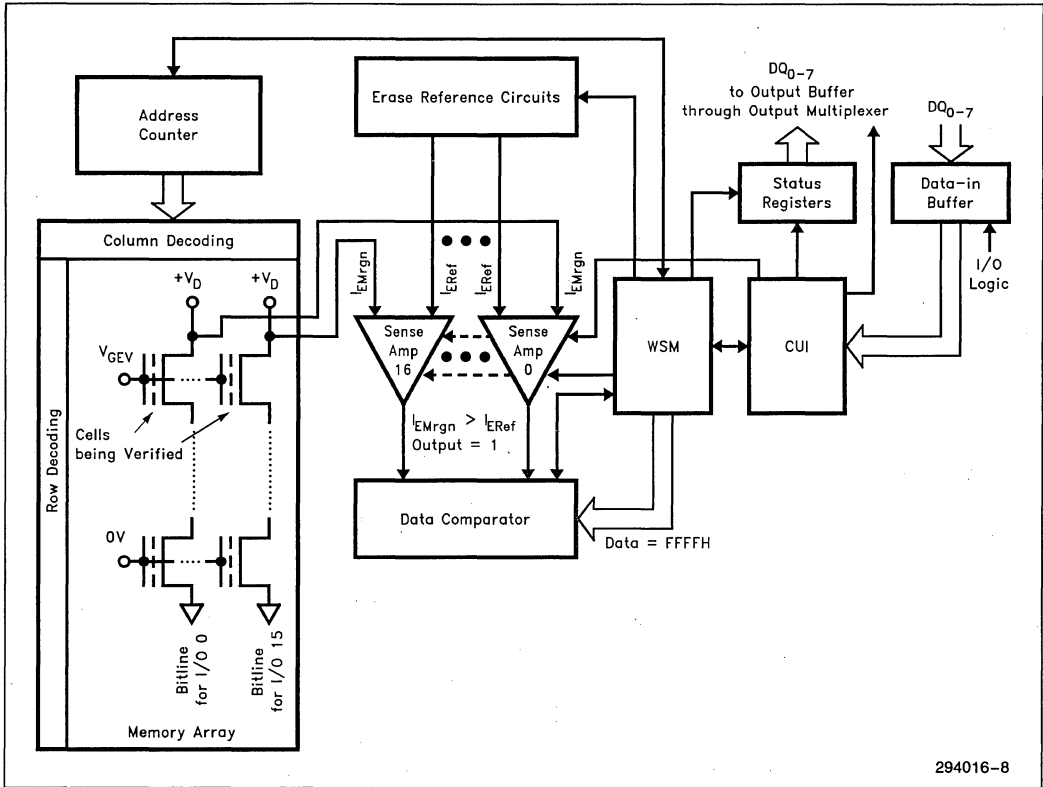 Address
Counter
Erase Reference Circuits
DQ0-7
to Output Buffer
through Output Multiplexer
DQ0-7
Status
Registers
Data-in
Buffer
I/O
Logic
Column Decoding
Row Decoding
+VD
+VD
VGEV
Cells
being Verified
0V
Bitline
for I/O 0
Bitline
for I/O 15
Memory Array
IEMrgn
IERef
IERef
IEMrgn
Sense
Amp
16
Sense
Amp
0
WSM
CUI
IEMrgn > IERef
Output = 1
Data Comparator
Data = FFFFH
294016-8